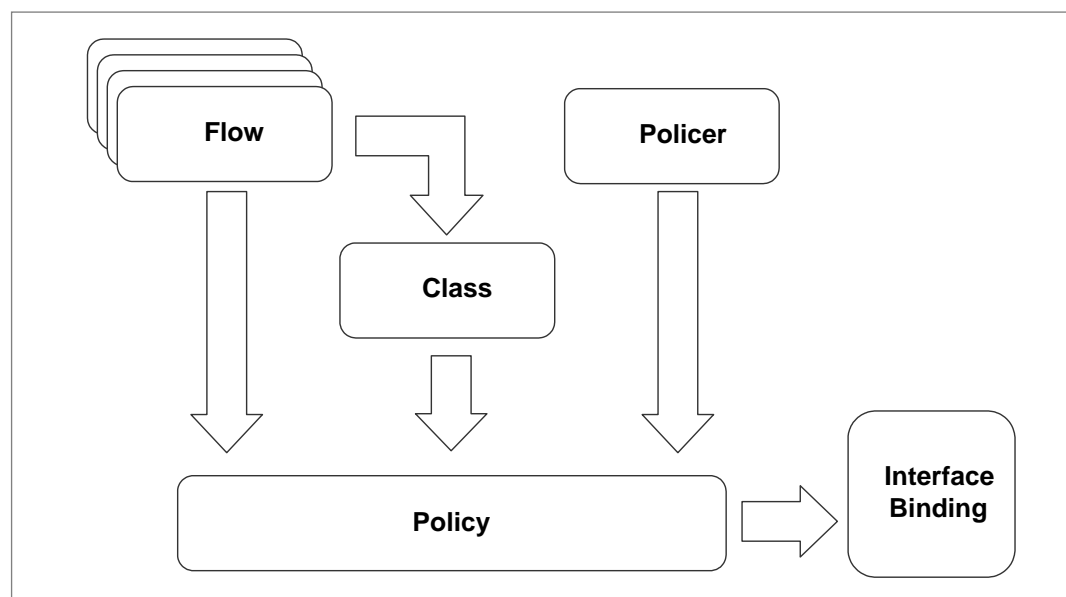 Flow
Policer
Class
Interface
Binding
Policy